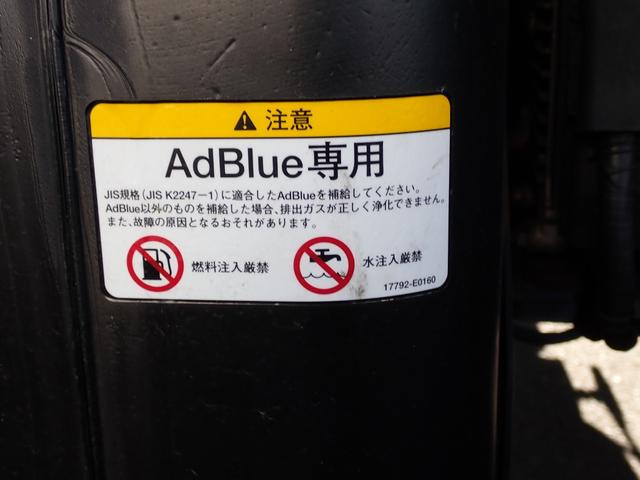 注意
AdBlue専用
JIS規格(JIS K2247-1)に適合したAdBlueを補給してください。
AdBlue以外のものを補給した場合、排出ガスが正しく浄化できません。
また、故障の原因となるおそれがあります。
燃料注入厳禁
水注入厳禁
17792-E0160